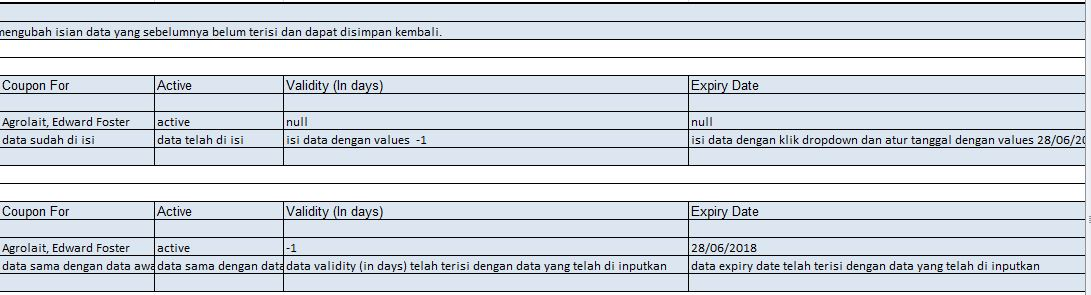 mengubah isian data yang sebelumnya belum terisi dan dapat disimpan kembali.
Coupon For Active Validity (In days) Expiry Date
Agrolait, Edward Foster active null null
data sudah di isi data telah di isi isi data dengan values -1 isi data dengan klik dropdown dan atur tanggal dengan values 28/06/20
Coupon For Active Validity (In days) Expiry Date
Agrolait, Edward Foster active -1 28/06/2018
data sama dengan data awa data sama dengan data data validity (in days) telah terisi dengan data yang telah di inputkan data expiry date telah terisi dengan data yang telah di inputkan